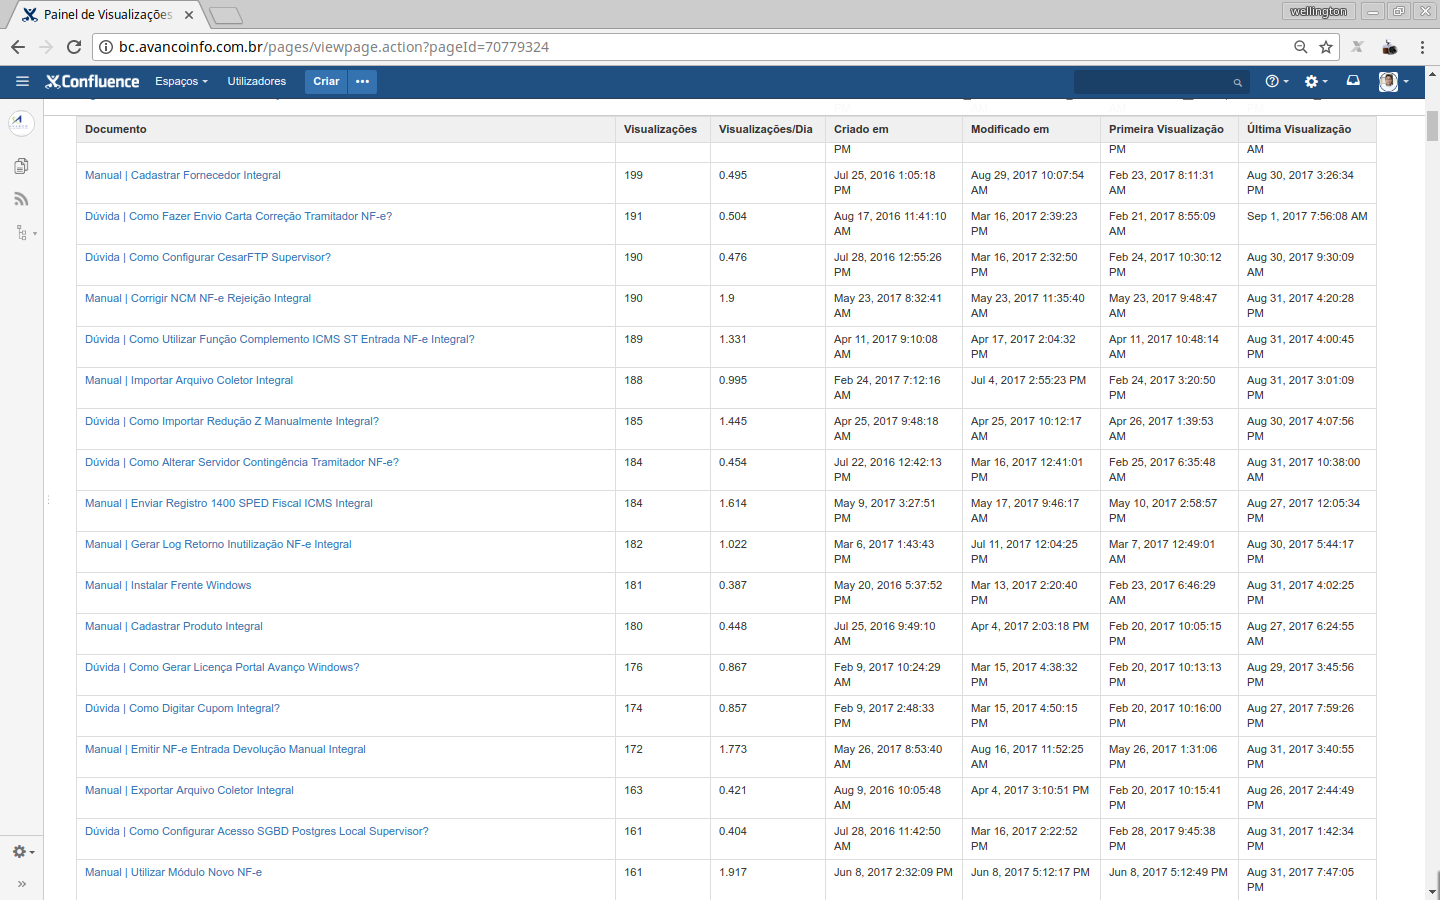 Painel de Visualizações
wellington
bc.avancoinfo.com.br/pages/viewpage.action?pageId=70779324
Confluence Espaços Utilizadores Criar
Documento Visualizações Visualizações/Dia Criado em Modificado em Primeira Visualização Última Visualização
PM PM AM
Manual | Cadastrar Fornecedor Integral 199 0.495 Jul 25, 2016 1:05:18 Aug 29, 2017 10:07:54 Feb 23, 2017 8:11:31 Aug 30, 2017 3:26:34
PM AM AM PM
Dúvida | Como Fazer Envio Carta Correção Tramitador NF-e? 191 0.504 Aug 17, 2016 11:41:10 Mar 16, 2017 2:39:23 Feb 21, 2017 8:55:09 Sep 1, 2017 7:56:08 AM
AM PM AM
Dúvida | Como Configurar CesarFTP Supervisor? 190 0.476 Jul 28, 2016 12:55:26 Mar 16, 2017 2:32:50 Feb 24, 2017 10:30:12 Aug 30, 2017 9:30:09
PM PM PM AM
Manual | Corrigir NCM NF-e Rejeição Integral 190 1.9 May 23, 2017 8:32:41 May 23, 2017 11:35:40 May 23, 2017 9:48:47 Aug 31, 2017 4:20:28
AM AM AM PM
Dúvida | Como Utilizar Função Complemento ICMS ST Entrada NF-e Integral? 189 1.331 Apr 11, 2017 9:10:08 Apr 17, 2017 2:04:32 Apr 11, 2017 10:48:14 Aug 31, 2017 4:00:45
AM PM AM PM
Manual | Importar Arquivo Coletor Integral 188 0.995 Feb 24, 2017 7:12:16 Jul 4, 2017 2:55:23 PM Feb 24, 2017 3:20:50 Aug 31, 2017 3:01:09
AM PM PM
Dúvida | Como Importar Redução Z Manualmente Integral? 185 1.445 Apr 25, 2017 9:48:18 Apr 25, 2017 10:12:17 Apr 26, 2017 1:39:53 Aug 30, 2017 4:07:56
AM AM AM PM
Dúvida | Como Alterar Servidor Contingência Tramitador NF-e? 184 0.454 Jul 22, 2016 12:42:13 Mar 16, 2017 12:41:01 Feb 25, 2017 6:35:48 Aug 31, 2017 10:38:00
PM PM AM AM
Manual | Enviar Registro 1400 SPED Fiscal ICMS Integral 184 1.614 May 9, 2017 3:27:51 May 17, 2017 9:46:17 May 10, 2017 2:58:57 Aug 27, 2017 12:05:34
PM AM PM PM
Manual | Gerar Log Retorno Inutilização NF-e Integral 182 1.022 Mar 6, 2017 1:43:43 Jul 11, 2017 12:04:25 Mar 7, 2017 12:49:01 Aug 30, 2017 5:44:17
PM PM AM PM
Manual | Instalar Frente Windows 181 0.387 May 20, 2016 5:37:52 Mar 13, 2017 2:20:40 Feb 23, 2017 6:46:29 Aug 31, 2017 4:02:25
PM PM AM PM
Manual | Cadastrar Produto Integral 180 0.448 Jul 25, 2016 9:49:10 Apr 4, 2017 2:03:18 PM Feb 20, 2017 10:05:15 Aug 27, 2017 6:24:55
AM PM AM
Dúvida | Como Gerar Licença Portal Avanço Windows? 176 0.867 Feb 9, 2017 10:24:29 Mar 15, 2017 4:38:32 Feb 20, 2017 10:13:13 Aug 29, 2017 3:45:56
AM PM PM PM
Dúvida | Como Digitar Cupom Integral? 174 0.857 Feb 9, 2017 2:48:33 Mar 15, 2017 4:50:15 Feb 20, 2017 10:16:00 Aug 27, 2017 7:59:26
PM PM PM PM
Manual | Emitir NF-e Entrada Devolução Manual Integral 172 1.773 May 26, 2017 8:53:40 Aug 16, 2017 11:52:25 May 26, 2017 1:31:06 Aug 31, 2017 3:40:55
AM AM PM PM
Manual | Exportar Arquivo Coletor Integral 163 0.421 Aug 9, 2016 10:05:48 Apr 4, 2017 3:10:51 PM Feb 20, 2017 10:15:41 Aug 26, 2017 2:44:49
AM PM PM
Dúvida | Como Configurar Acesso SGBD Postgres Local Supervisor? 161 0.404 Jul 28, 2016 11:42:50 Mar 16, 2017 2:22:52 Feb 28, 2017 9:45:38 Aug 31, 2017 1:42:34
AM PM PM PM
Manual | Utilizar Módulo Novo NF-e 161 1.917 Jun 8, 2017 2:32:09 PM Jun 8, 2017 5:12:17 PM Jun 8, 2017 5:12:49 PM Aug 31, 2017 7:47:05
PM